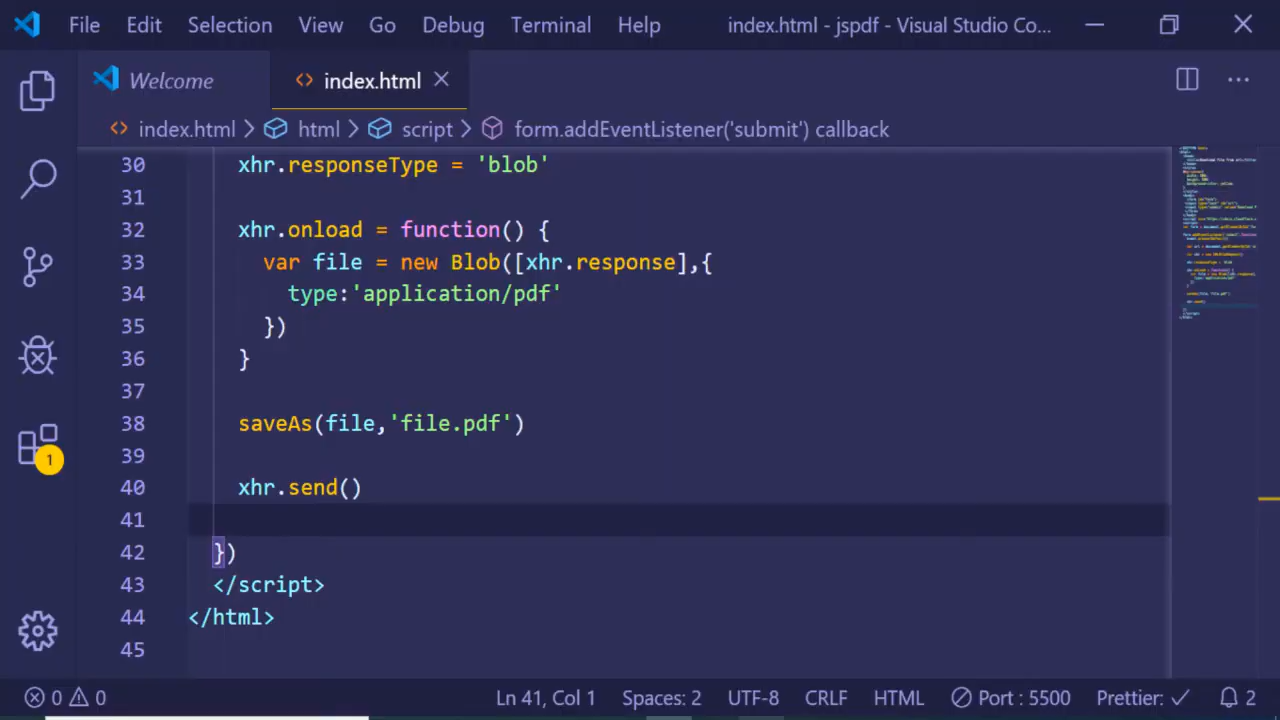 File Edit Selection View Go Debug Terminal Help index.html - jspdf - Visual Studio Co...
Welcome index.html
index.html html script form.addEventListener('submit') callback
30 xhr.responseType = 'blob'
31
32 xhr.onload = function() {
33 var file = new Blob([xhr.response],{
34 type:'application/pdf'
35 })
36 }
37
38 saveAs(file,'file.pdf')
39
40 xhr.send()
41
42 })
43 </script>
44 </html>
45
1
0 0 Ln 41, Col 1 Spaces: 2 UTF-8 CRLF HTML Port : 5500 Prettier: ✓ 2